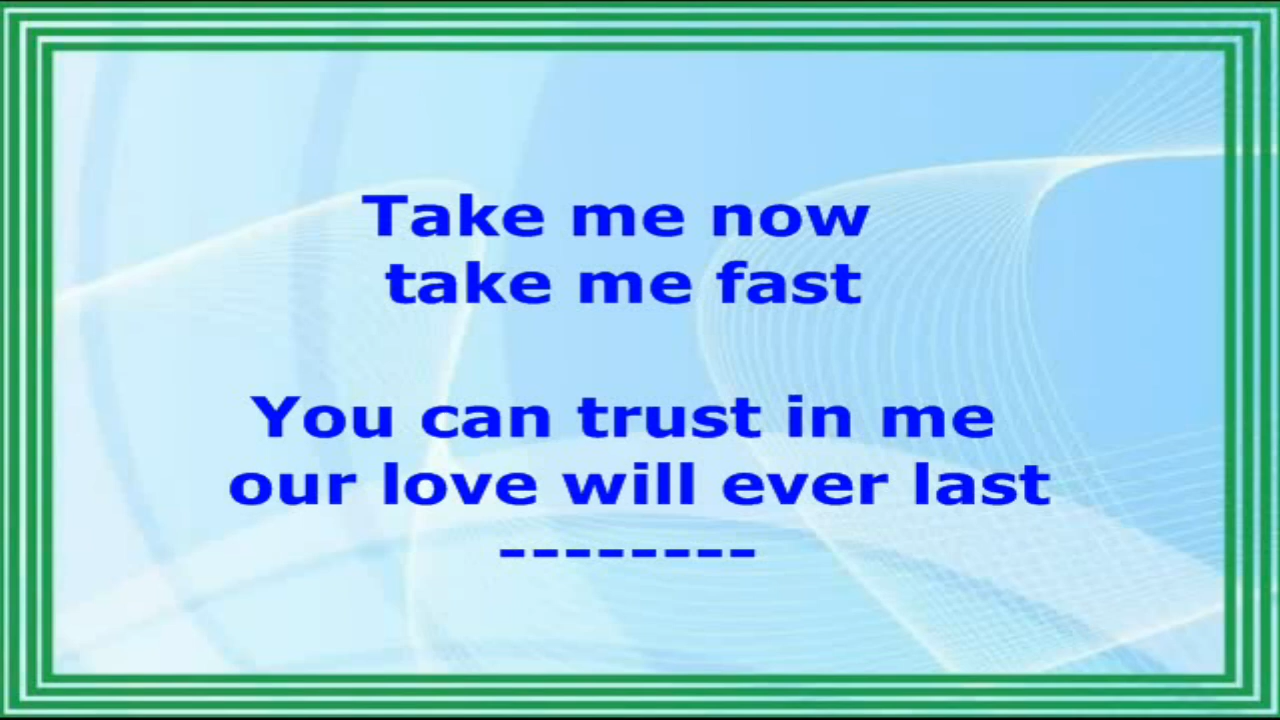 Take me now
take me fast
You can trust in me
our love will ever last
--------